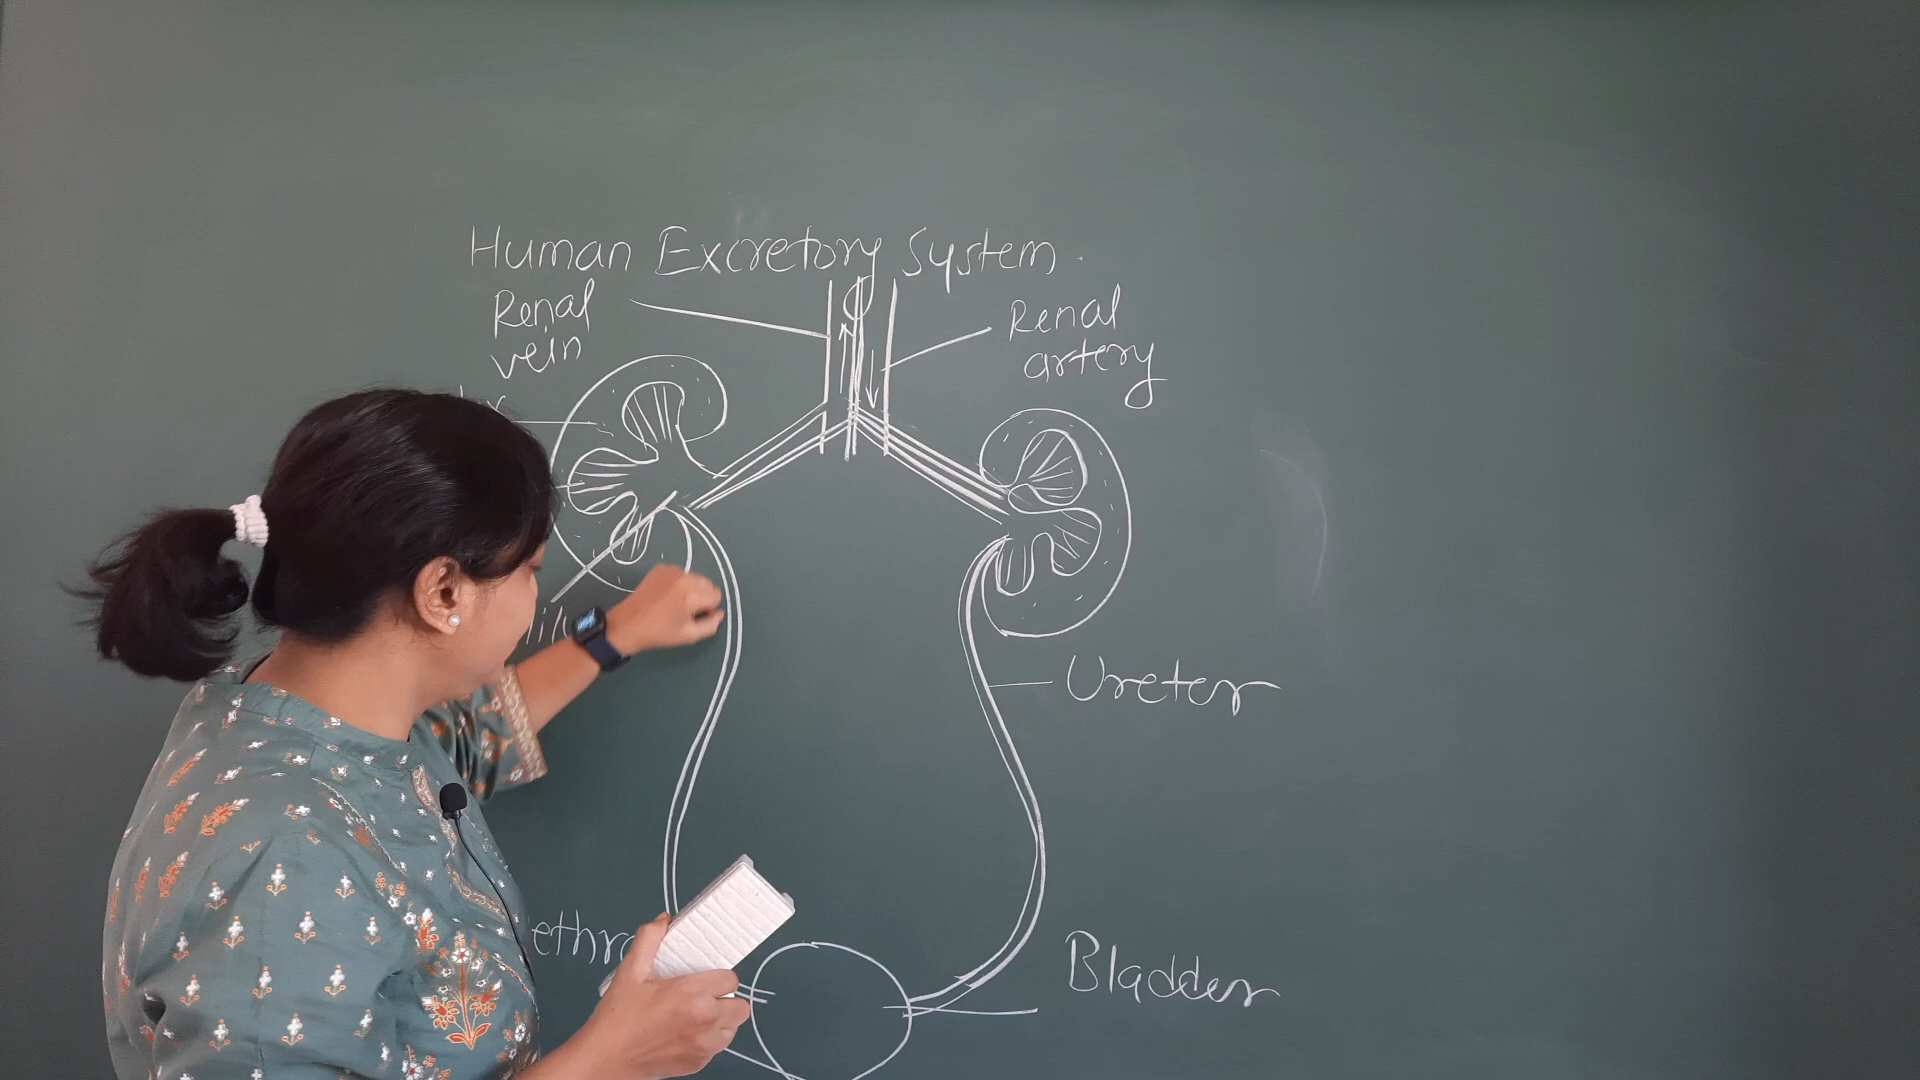 Human Excretory System.
Renal
vein
Renal
artery
Ureter
Bladder